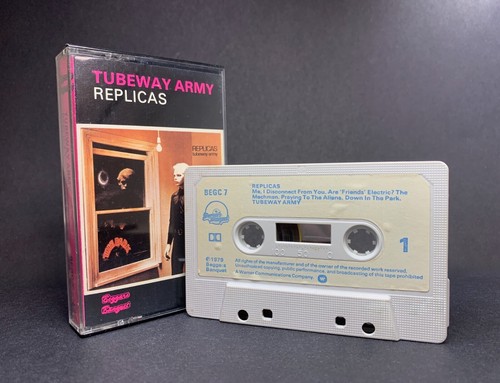 TUBEWAY ARMY
REPLICAS
REPLICAS
TUBEWAY ARMY
Beggars
Banquet
BEGC 7
REPLICAS
Me, I Disconnect From You, Are 'Friends' Electric? The
Machman, Praying To The Aliens, Down In The Park.
TUBEWAY ARMY
1
℗ 1979
Beggars
Banquet
All rights of the manufacturer and of the owner of the recorded work reserved.
Unauthorised copying, public performance, and broadcasting of this tape prohibited
A Warner Communications Company.